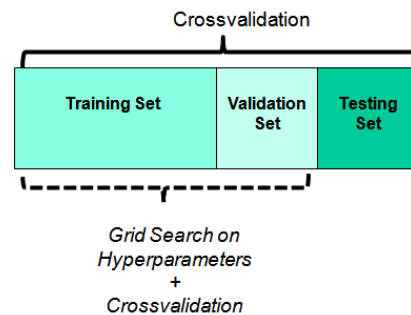 Crossvalidation
Training Set
Validation
Set
Testing
Set
Grid Search on
Hyperparameters
+
Crossvalidation